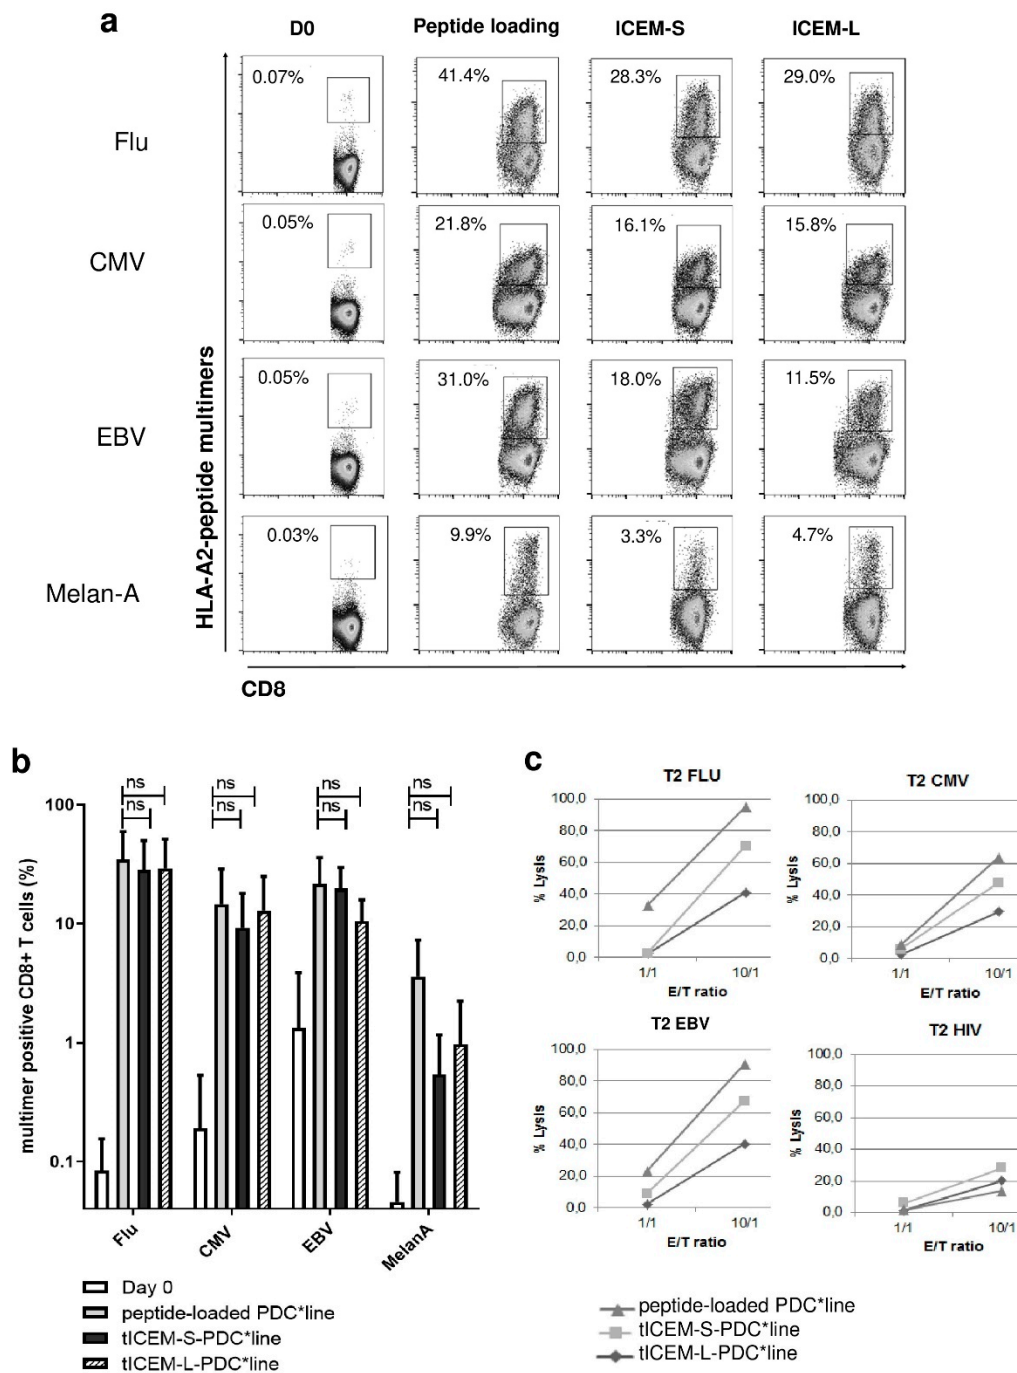 a
D0 Peptide loading ICEM-S ICEM-L
0.07% 41.4% 28.3% 29.0%
Flu
0.05% 21.8% 16.1% 15.8%
CMV
0.05% 31.0% 18.0% 11.5%
EBV
0.03% 9.9% 3.3% 4.7%
Melan-A
HLA-A2-peptide multimers
CD8
b
ns ns ns ns
ns ns ns ns
100
10
1
0.1
multimer positive CD8+ T cells (%)
Flu CMV EBV MelanA
Day 0
peptide-loaded PDC*line
tICEM-S-PDC*line
tICEM-L-PDC*line
c
T2 FLU
100,0
80,0
60,0
40,0
20,0
0,0
% Lysis
1/1 10/1
E/T ratio
T2 CMV
100,0
80,0
60,0
40,0
20,0
0,0
% Lysis
1/1 10/1
E/T ratio
T2 EBV
100,0
80,0
60,0
40,0
20,0
0,0
% Lysis
1/1 10/1
E/T ratio
T2 HIV
100,0
80,0
60,0
40,0
20,0
0,0
% Lysis
1/1 10/1
E/T ratio
peptide-loaded PDC*line
tICEM-S-PDC*line
tICEM-L-PDC*line